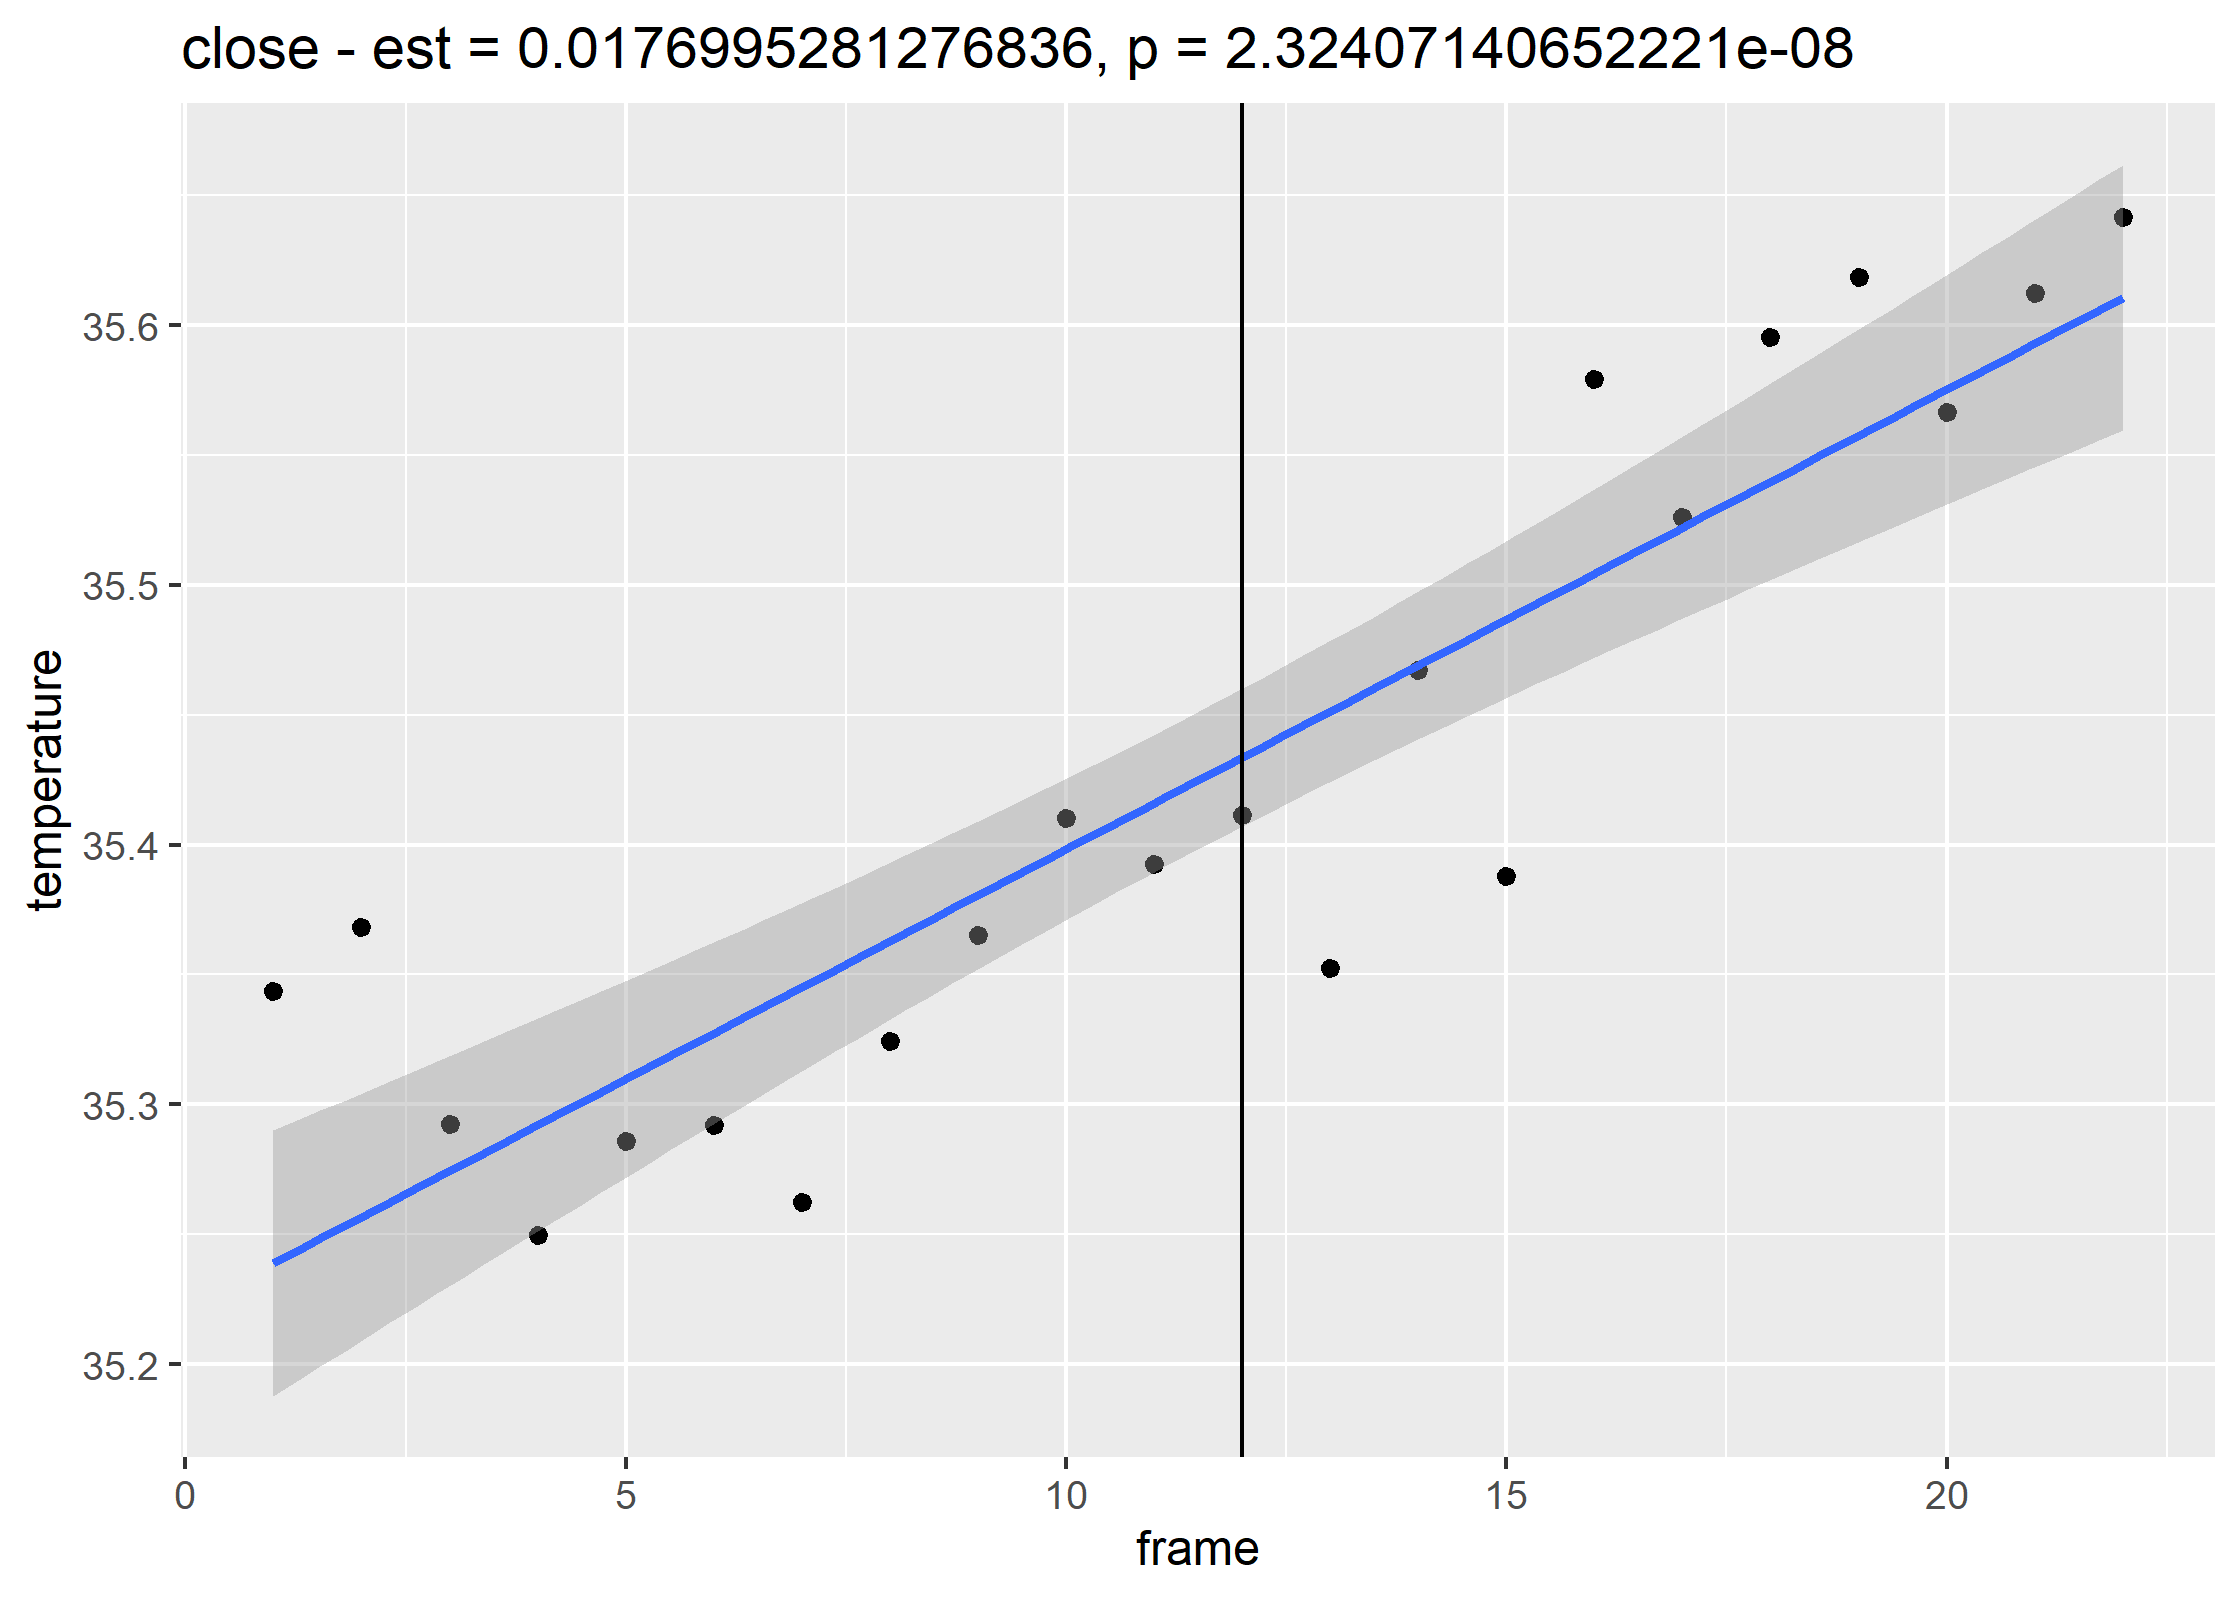 close - est = 0.0176995281276836, p = 2.32407140652221e-08
temperature
35.6
35.5
35.4
35.3
35.2
0 5 10 15 20
frame